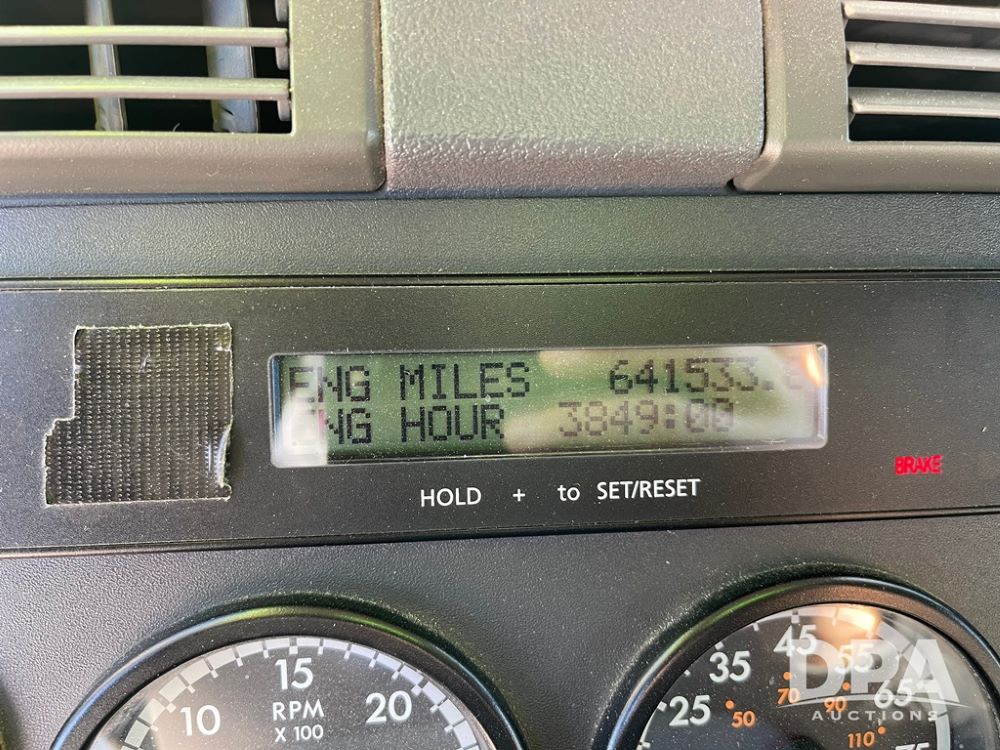 ENG MILES 641533.6
ENG HOUR 3849:00
BRAKE
HOLD + to SET/RESET
10 15 20
RPM
X 100
25 35 45 55 65
50 70 90 110
DPA
AUCTIONS